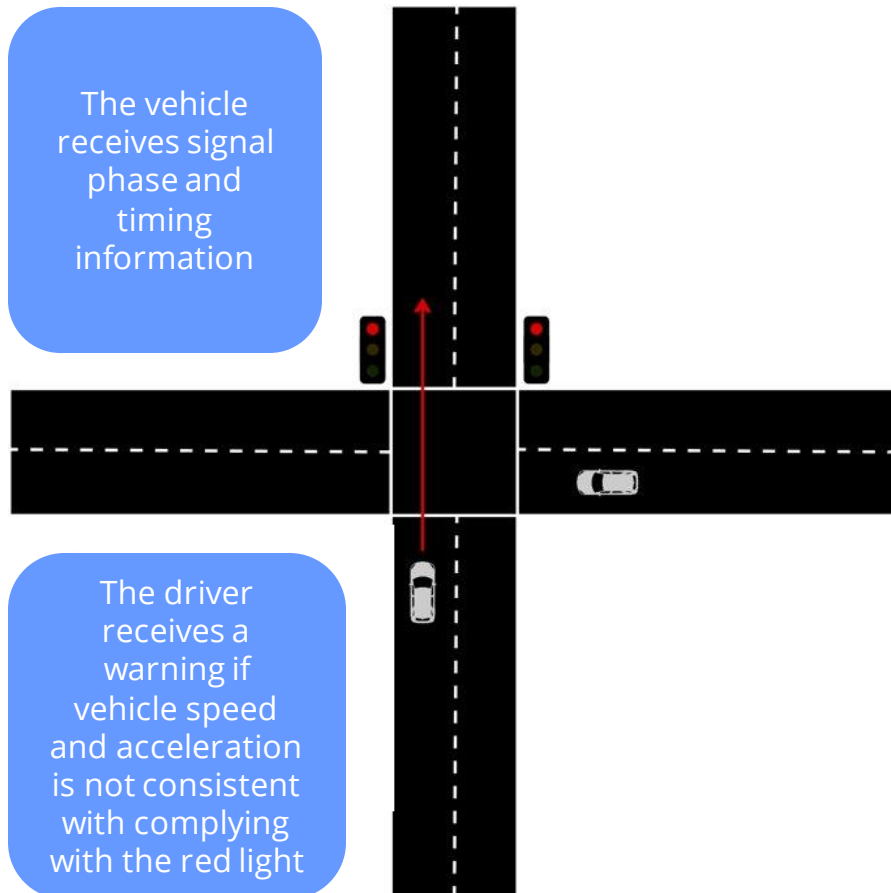 The vehicle
receives signal
phase and
timing
information
The driver
receives a
warning if
vehicle speed
and acceleration
is not consistent
with complying
with the red light